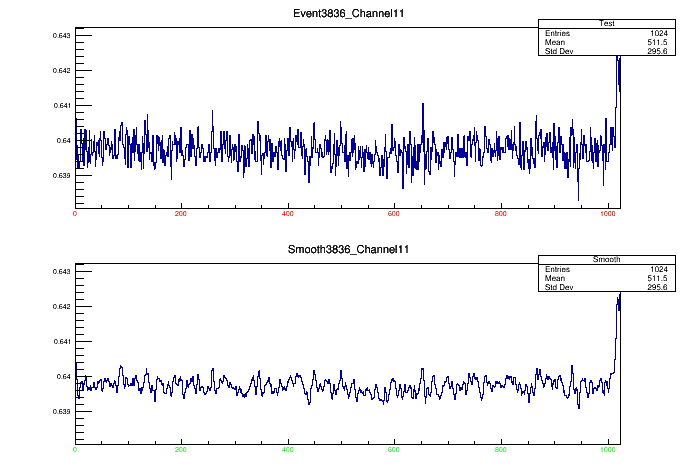 Event3836_Channel11
Test
Entries 1024
Mean 511.5
Std Dev 295.6
0.643
0.642
0.641
0.64
0.639
0 200 400 600 800 1000
Smooth3836_Channel11
Smooth
Entries 1024
Mean 511.5
Std Dev 295.6
0.643
0.642
0.641
0.64
0.639
0 200 400 600 800 1000